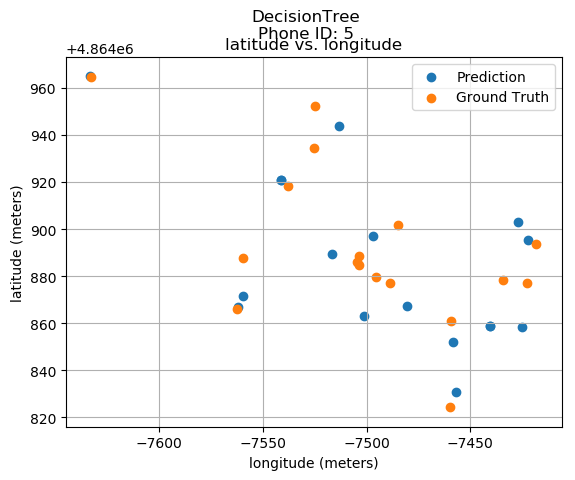 DecisionTree
Phone ID: 5
latitude vs. longitude
+4.864e6
Prediction
Ground Truth
960
940
920
900
880
860
840
820
latitude (meters)
−7600
−7550
−7500
−7450
longitude (meters)